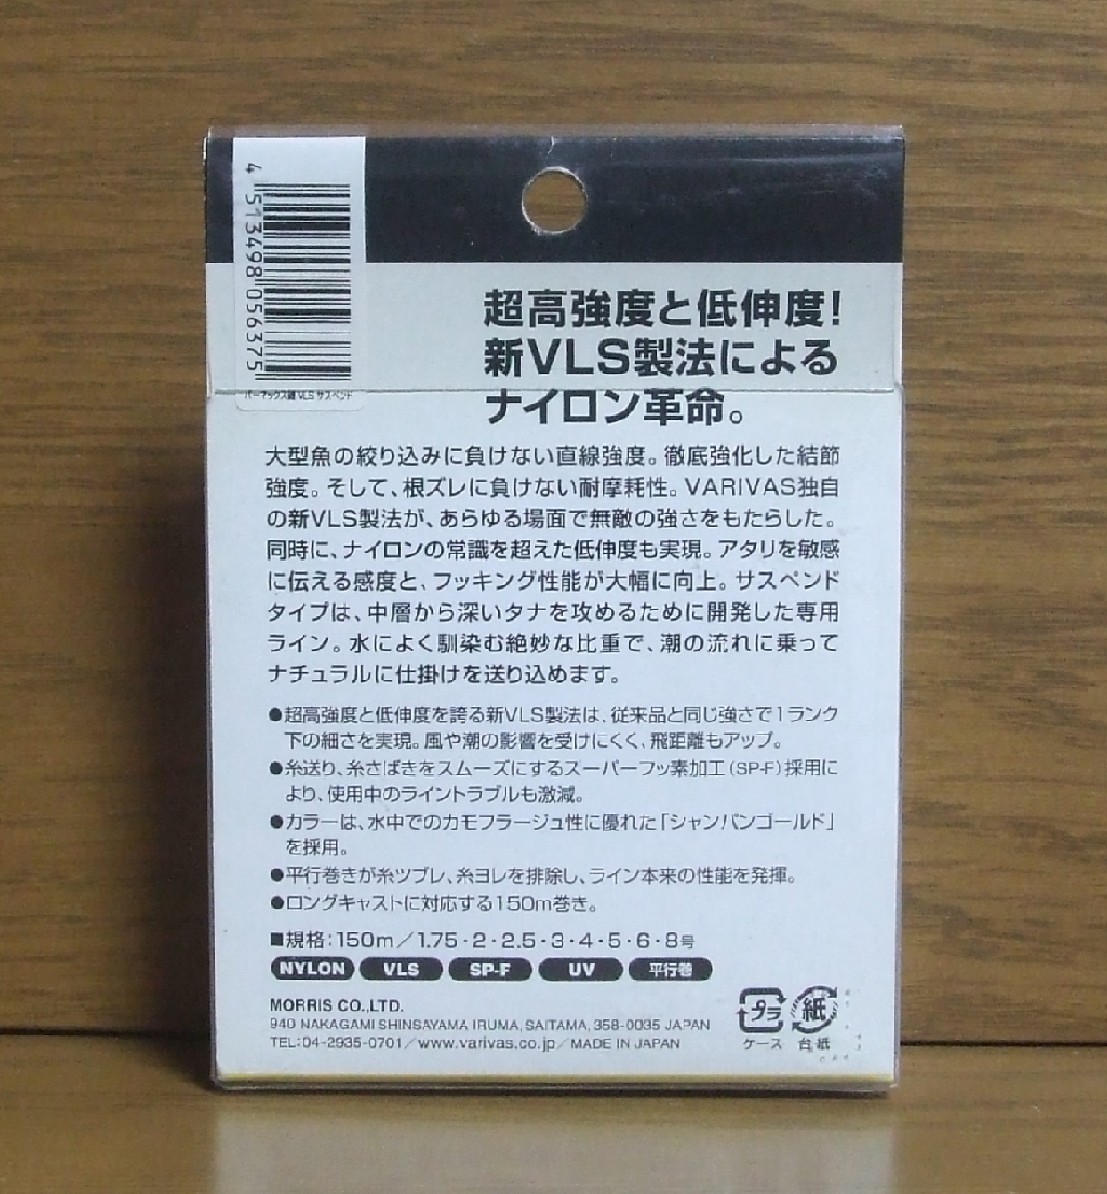 4 513498 056375
バーマックス磯 VLS サスペンド
超高強度と低伸度!
新VLS製法による
ナイロン革命。
大型魚の絞り込みに負けない直線強度。徹底強化した結節
強度。そして、根ズレに負けない耐摩耗性。VARIVAS独自
の新VLS製法が、あらゆる場面で無敵の強さをもたらした。
同時に、ナイロンの常識を超えた低伸度も実現。アタリを敏感
に伝える感度と、フッキング性能が大幅に向上。サスペンド
タイプは、中層から深いタナを攻めるために開発した専用
ライン。水によく馴染む絶妙な比重で、潮の流れに乗って
ナチュラルに仕掛けを送り込めます。
●超高強度と低伸度を誇る新VLS製法は、従来品と同じ強さで1ランク
下の細さを実現。風や潮の影響を受けにくく、飛距離もアップ。
●糸送り、糸さばきをスムーズにするスーパーフッ素加工(SP-F)採用に
より、使用中のライントラブルも激減。
●カラーは、水中でのカモフラージュ性に優れた「シャンパンゴールド」
を採用。
●平行巻きが糸ツブレ、糸ヨレを排除し、ライン本来の性能を発揮。
●ロングキャストに対応する150m巻き。
■規格:150m/1.75・2・2.5・3・4・5・6・8号
NYLON VLS SP-F UV 平行巻
MORRIS CO.,LTD.
940 NAKAGAMI SHINSAYAMA IRUMA, SAITAMA, 358-0035 JAPAN
TEL:04-2935-0701/www.varivas.co.jp/MADE IN JAPAN
プラ 紙
ケース 台紙